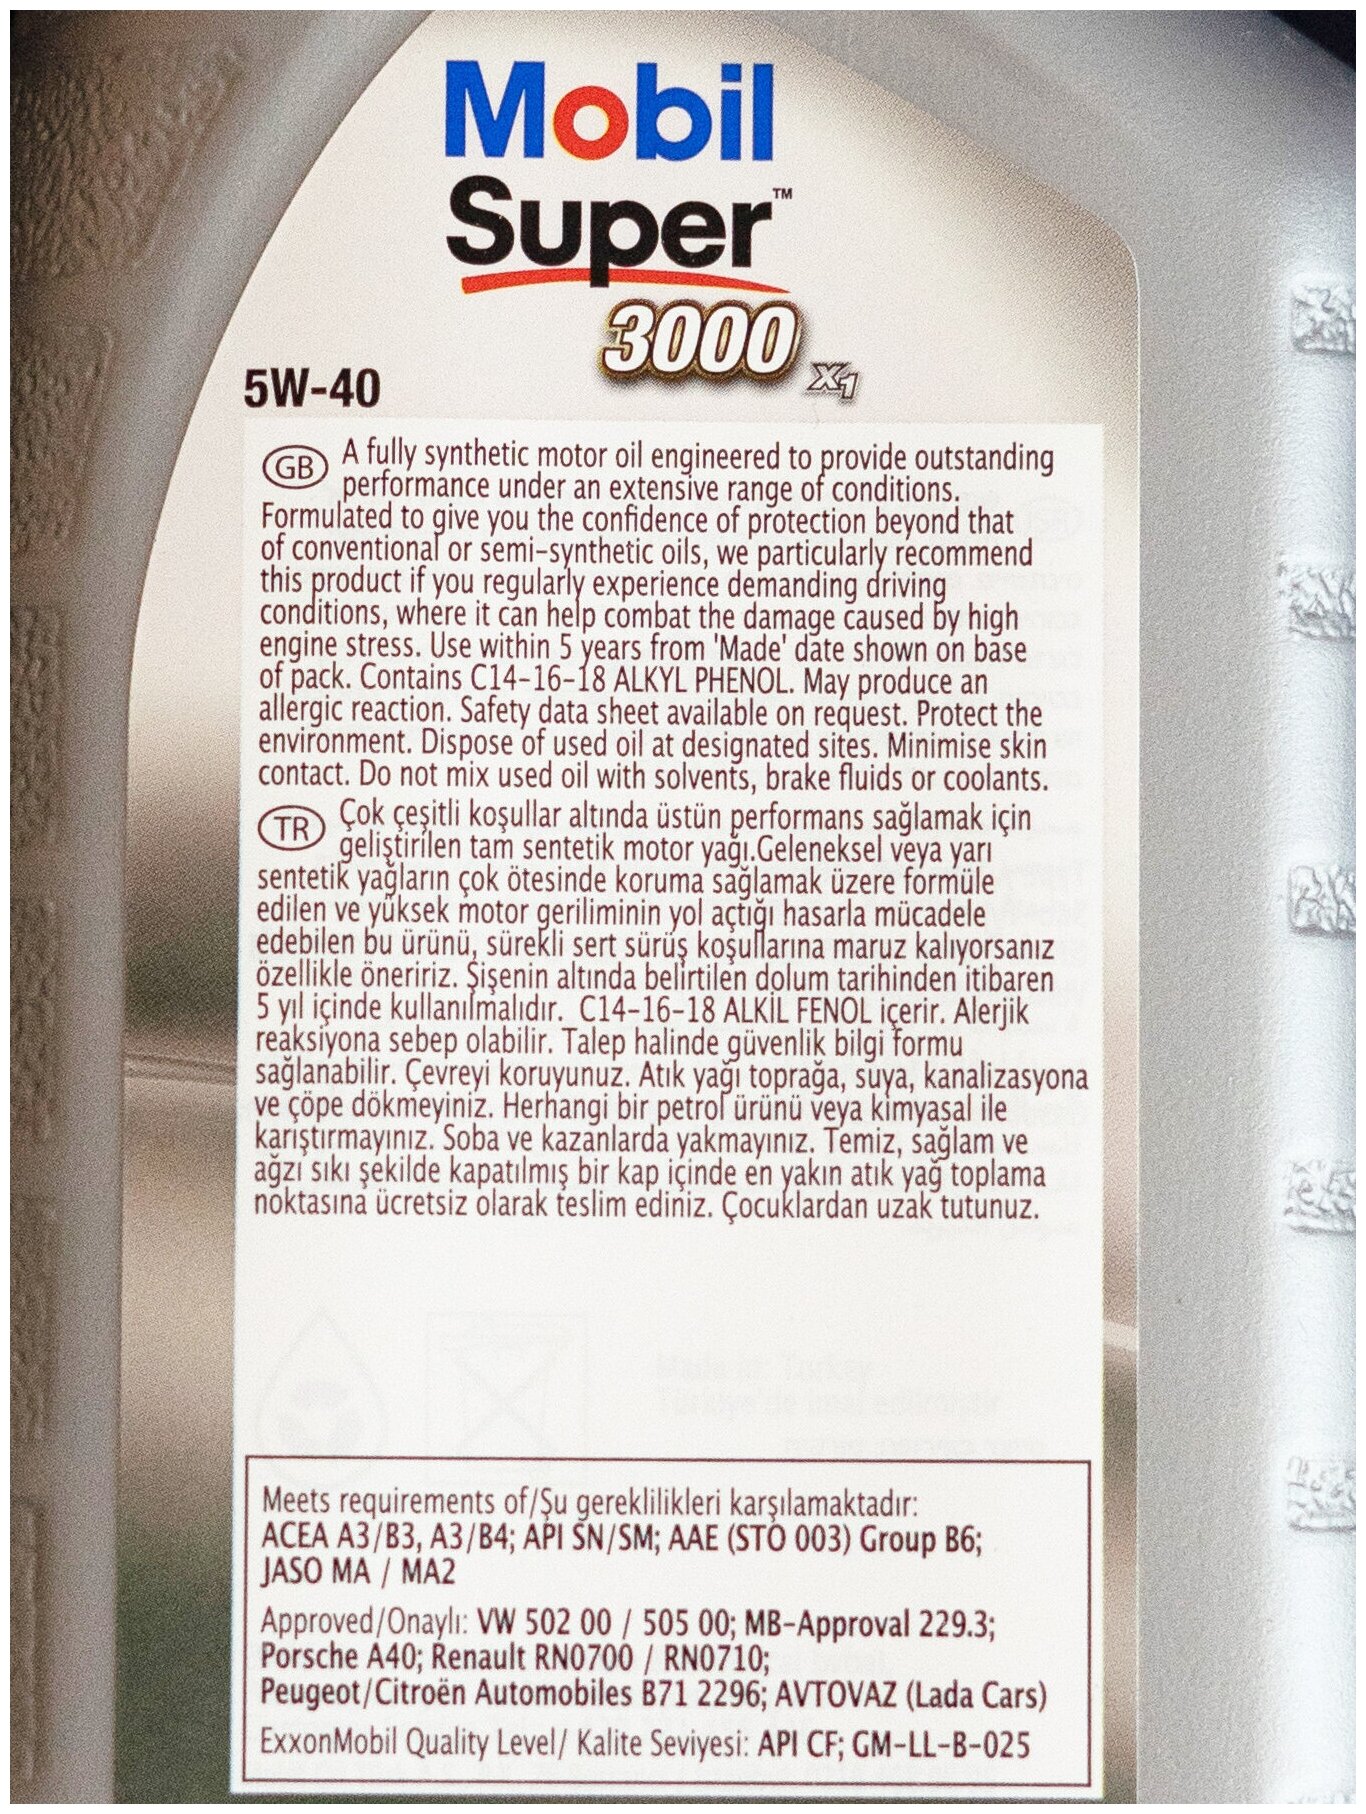 Mobil
Super™
3000 x1
5W-40
GB A fully synthetic motor oil engineered to provide outstanding
performance under an extensive range of conditions.
Formulated to give you the confidence of protection beyond that
of conventional or semi-synthetic oils, we particularly recommend
this product if you regularly experience demanding driving
conditions, where it can help combat the damage caused by high
engine stress. Use within 5 years from 'Made' date shown on base
of pack. Contains C14-16-18 ALKYL PHENOL. May produce an
allergic reaction. Safety data sheet available on request. Protect the
environment. Dispose of used oil at designated sites. Minimise skin
contact. Do not mix used oil with solvents, brake fluids or coolants.
TR Çok çeşitli koşullar altında üstün performans sağlamak için
geliştirilen tam sentetik motor yağı.Geleneksel veya yarı
sentetik yağların çok ötesinde koruma sağlamak üzere formüle
edilen ve yüksek motor geriliminin yol açtığı hasarla mücadele
edebilen bu ürünü, sürekli sert sürüş koşullarına maruz kalıyorsanız
özellikle öneririz. Şişenin altında belirtilen dolum tarihinden itibaren
5 yıl içinde kullanılmalıdır. C14-16-18 ALKİL FENOL içerir. Alerjik
reaksiyona sebep olabilir. Talep halinde güvenlik bilgi formu
sağlanabilir. Çevreyi koruyunuz. Atık yağı toprağa, suya, kanalizasyona
ve çöpe dökmeyiniz. Herhangi bir petrol ürünü veya kimyasal ile
karıştırmayınız. Soba ve kazanlarda yakmayınız. Temiz, sağlam ve
ağzı sıkı şekilde kapatılmış bir kap içinde en yakın atık yağ toplama
noktasına ücretsiz olarak teslim ediniz. Çocuklardan uzak tutunuz.
Meets requirements of/Şu gereklilikleri karşılamaktadır:
ACEA A3/B3, A3/B4; API SN/SM; AAE (STO 003) Group B6;
JASO MA / MA2
Approved/Onaylı: VW 502 00 / 505 00; MB-Approval 229.3;
Porsche A40; Renault RN0700 / RN0710;
Peugeot/Citroën Automobiles B71 2296; AVTOVAZ (Lada Cars)
ExxonMobil Quality Level/ Kalite Seviyesi: API CF; GM-LL-B-025